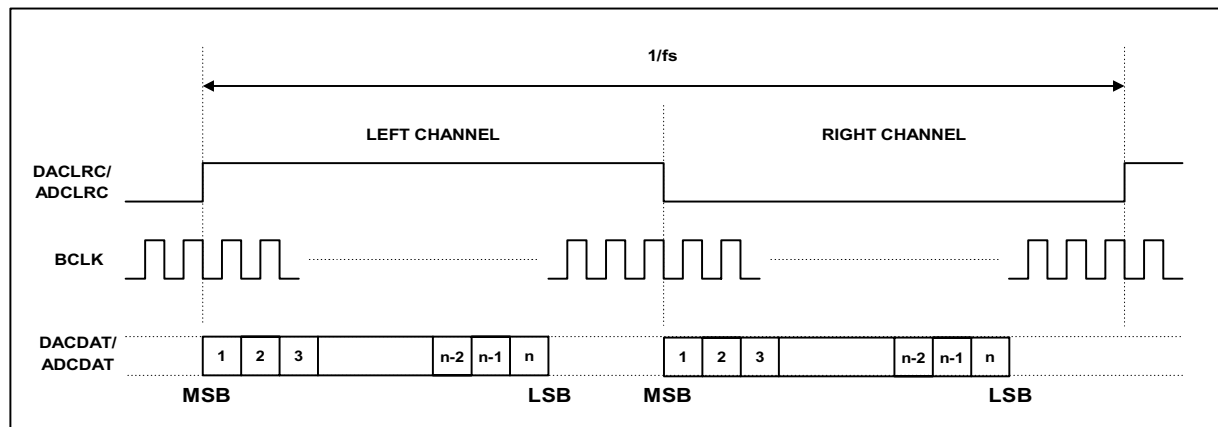 1/fs
LEFT CHANNEL
RIGHT CHANNEL
DACLRC/
ADCLRC
BCLK
DACDAT/
ADCDAT
1 2 3 n-2 n-1 n 1 2 3 n-2 n-1 n
MSB LSB MSB LSB